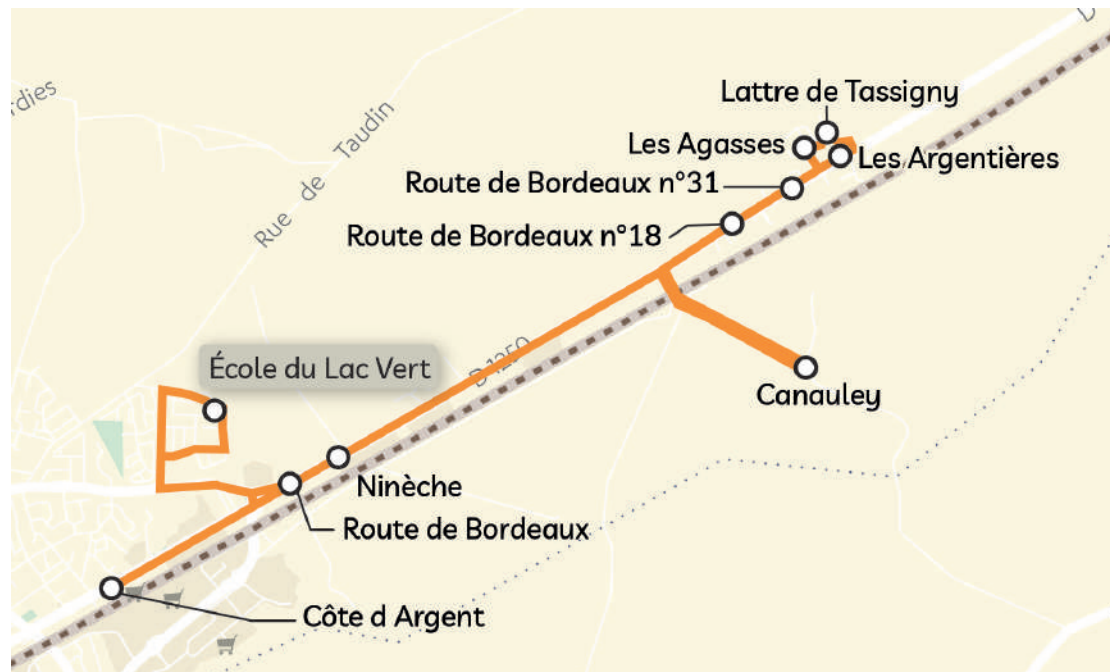 D
rdies
Rue de Taudin
Lattre de Tassigny
Les Agasses
Les Argentières
Route de Bordeaux n°31
Route de Bordeaux n°18
D 1250
École du Lac Vert
Canauley
Ninèche
Route de Bordeaux
Côte d Argent